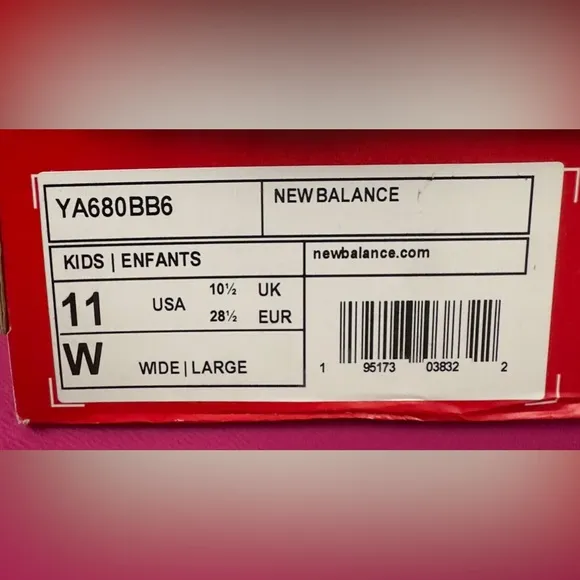 YA680BB6
NEW BALANCE
KIDS | ENFANTS
newbalance.com
11 USA 10½ UK
28½ EUR
W WIDE | LARGE
1 95173 03832 2